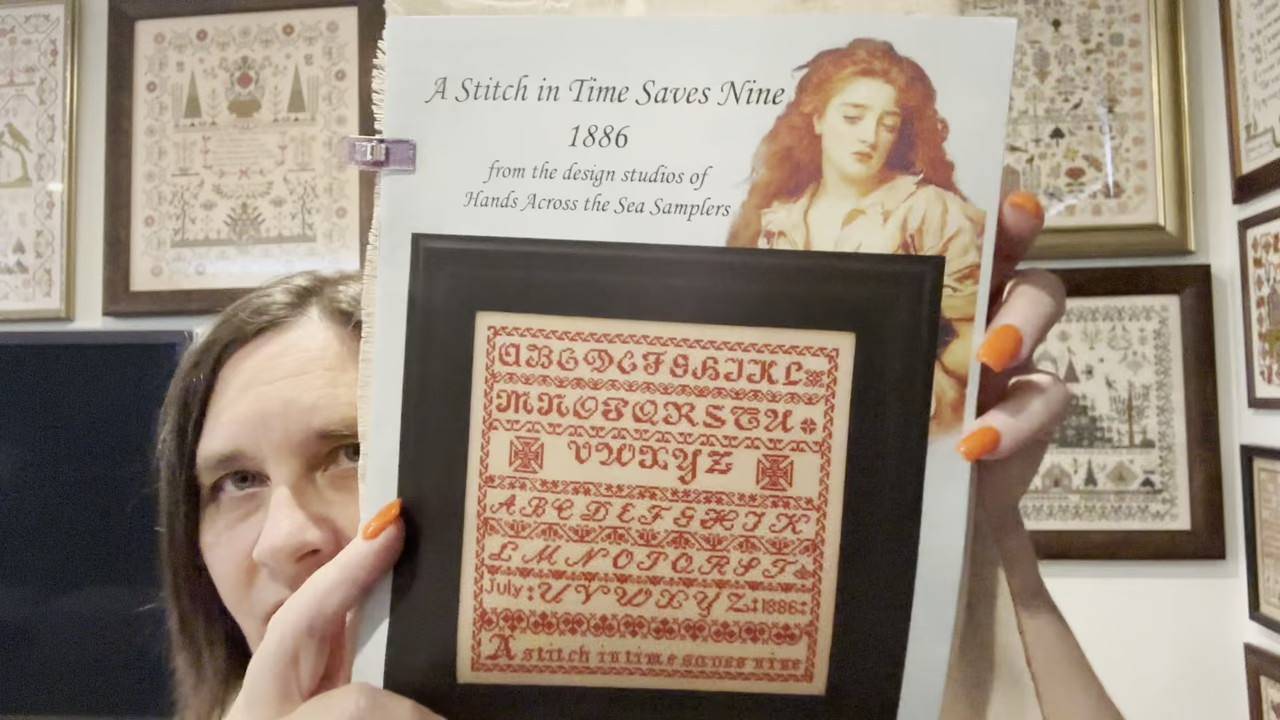 A Stitch in Time Saves Nine
1886
from the design studios of
Hands Across the Sea Samplers
ABCDEFGHIKL
MNOPQRSTU
VWXYZ
ABCDEFGHIK
LMNOPQRST
July : UVWXYZ : 1886 :
A stitch in time saves nine